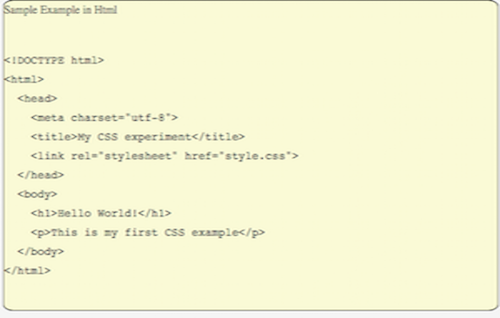 Sample Example in Html
<!DOCTYPE html>
<html>
<head>
<meta charset="utf-8">
<title>My CSS experiment</title>
<link rel="stylesheet" href="style.css">
</head>
<body>
<h1>Hello World!</h1>
<p>This is my first CSS example</p>
</body>
</html>